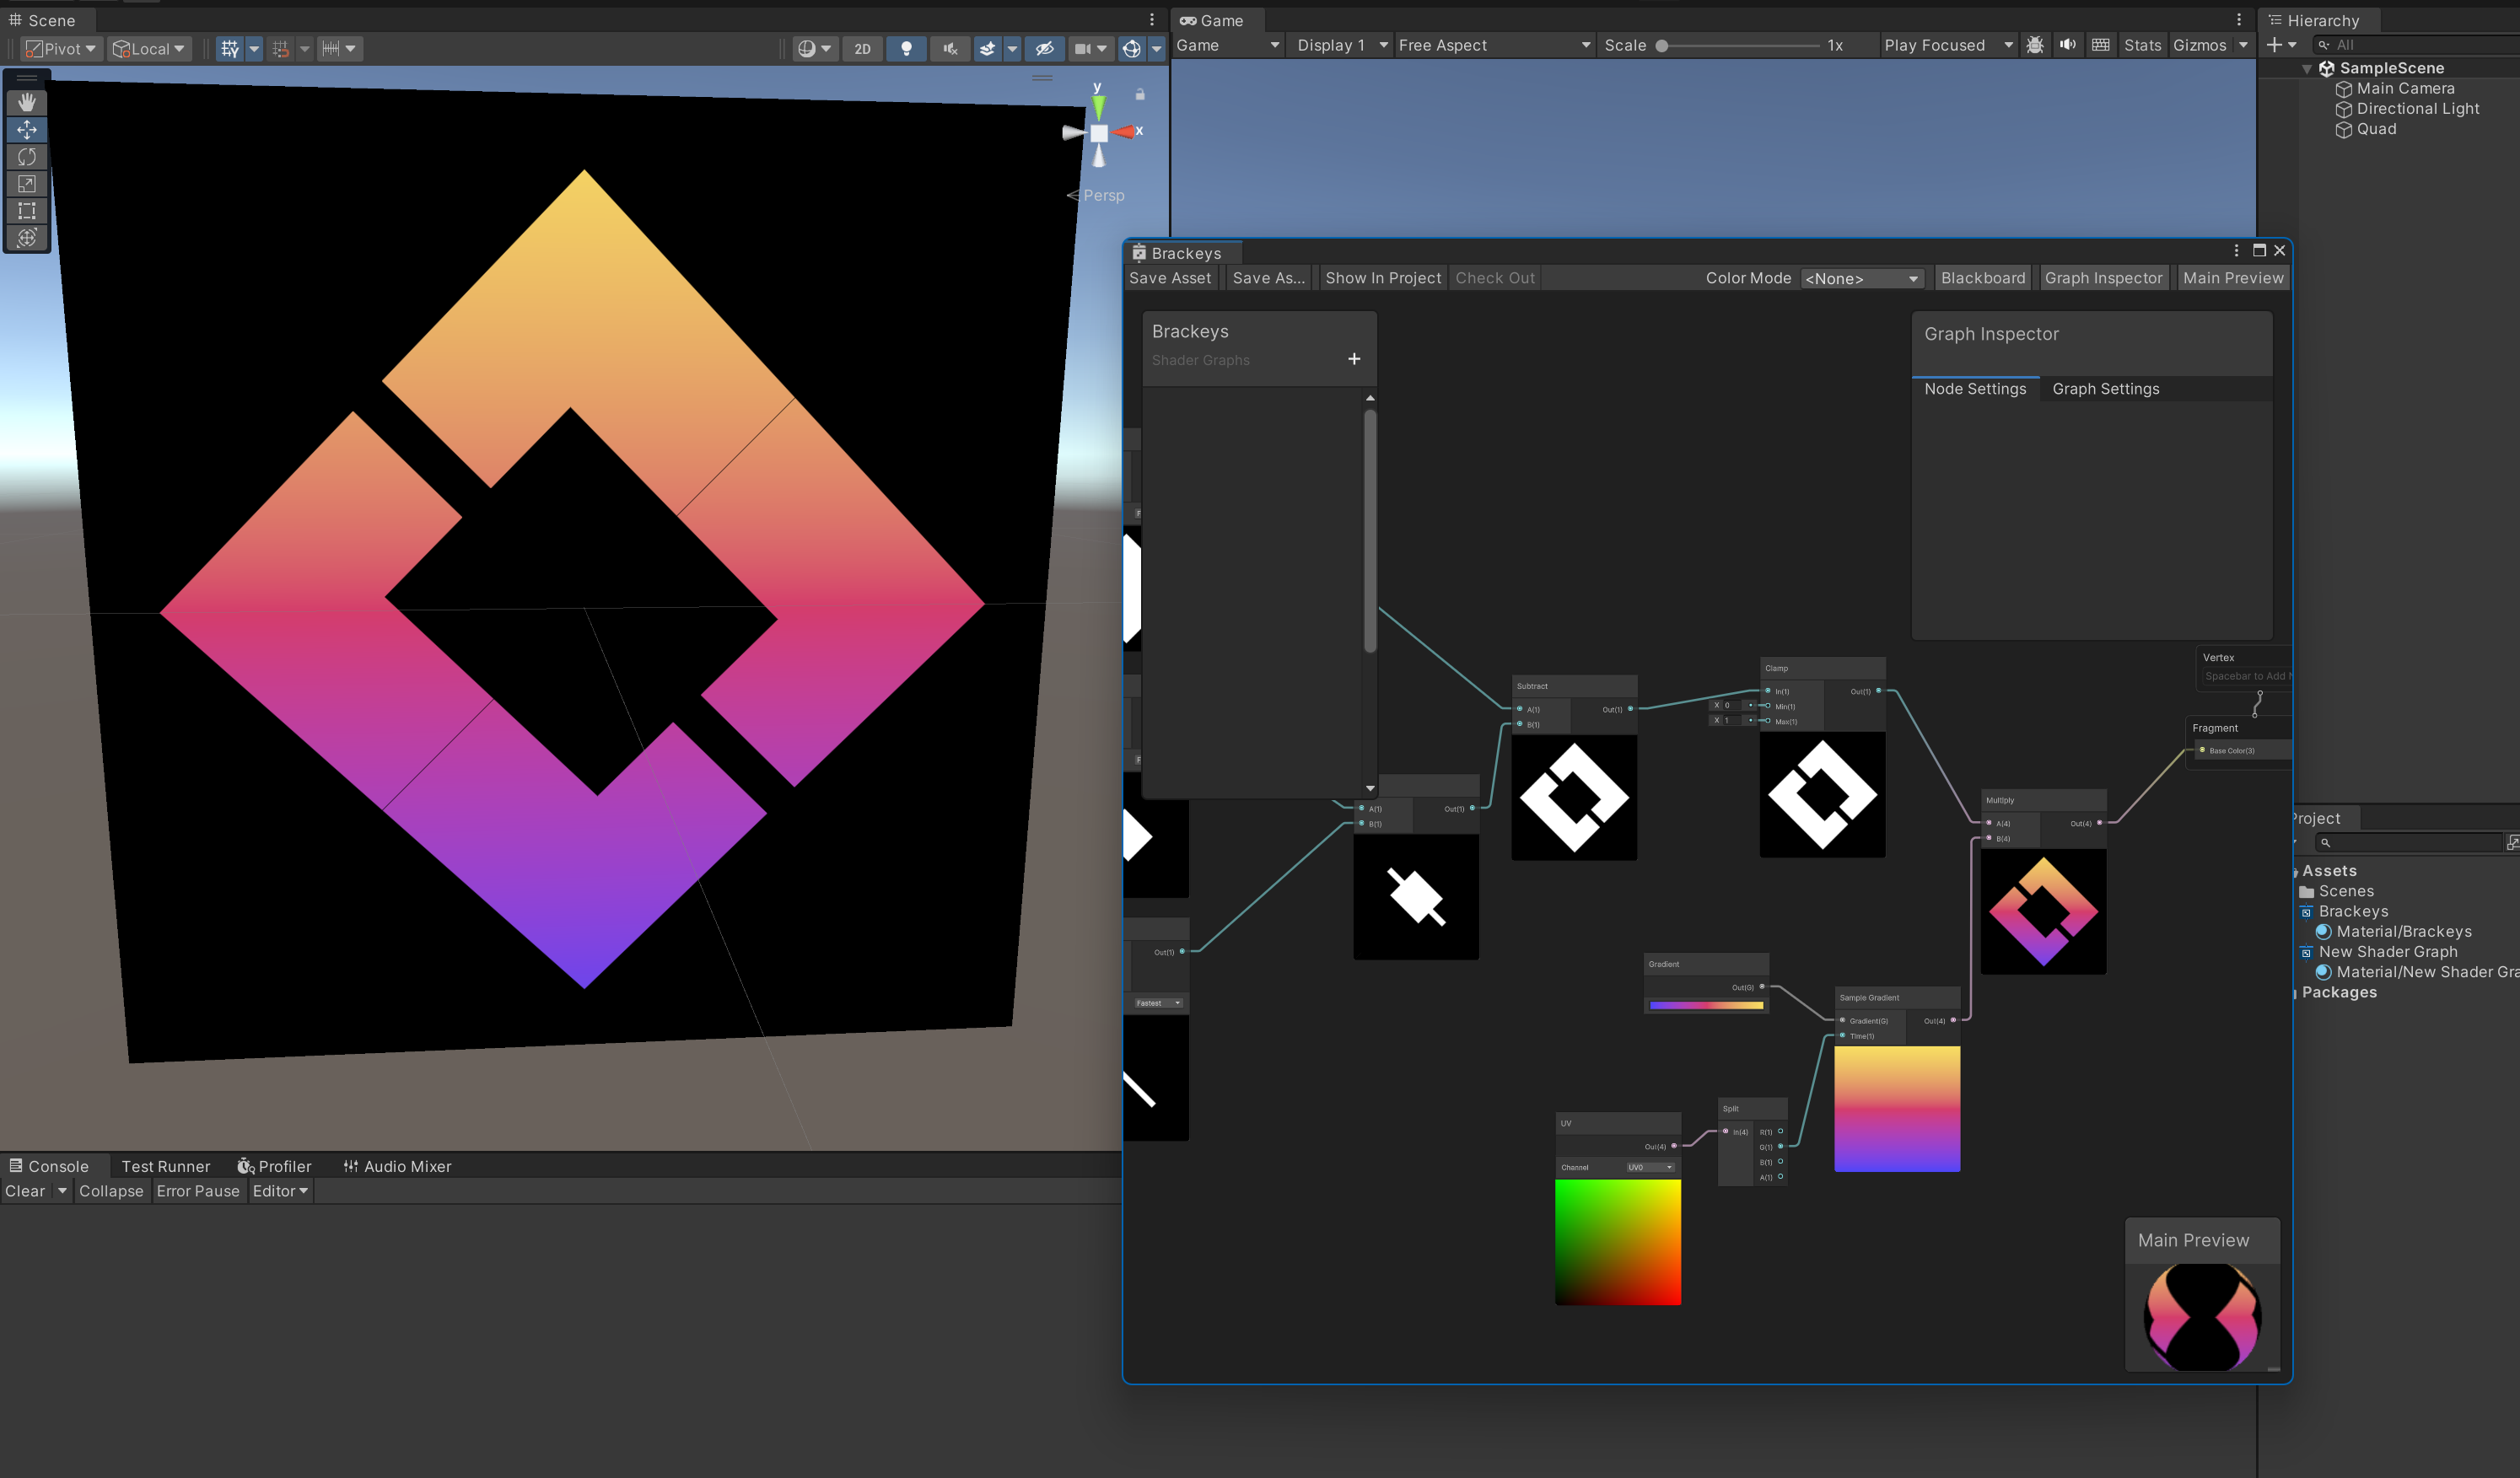 Scene
Pivot
Local
2D
y
x
Persp
Game
Game
Display 1
Free Aspect
Scale
1x
Play Focused
Stats
Gizmos
Hierarchy
All
SampleScene
Main Camera
Directional Light
Quad
Brackeys
Save Asset
Save As...
Show In Project
Check Out
Color Mode
<None>
Blackboard
Graph Inspector
Main Preview
Brackeys
Shader Graphs
Graph Inspector
Node Settings
Graph Settings
Vertex
Spacebar to Add N
Fragment
Base Color(3)
Subtract
A(1)
B(1)
Out(1)
Clamp
In(1)
Min(1)
Max(1)
Out(1)
X 0
X 1
A(1)
B(1)
Out(1)
Multiply
A(4)
B(4)
Out(4)
Out(1)
Fastest
Gradient
Out(G)
Sample Gradient
Gradient(G)
Time(1)
Out(4)
UV
Out(4)
Channel
UV0
Split
In(4)
R(1)
G(1)
B(1)
A(1)
Main Preview
Project
Assets
Scenes
Brackeys
Material/Brackeys
New Shader Graph
Material/New Shader Gra
Packages
Console
Test Runner
Profiler
Audio Mixer
Clear
Collapse
Error Pause
Editor